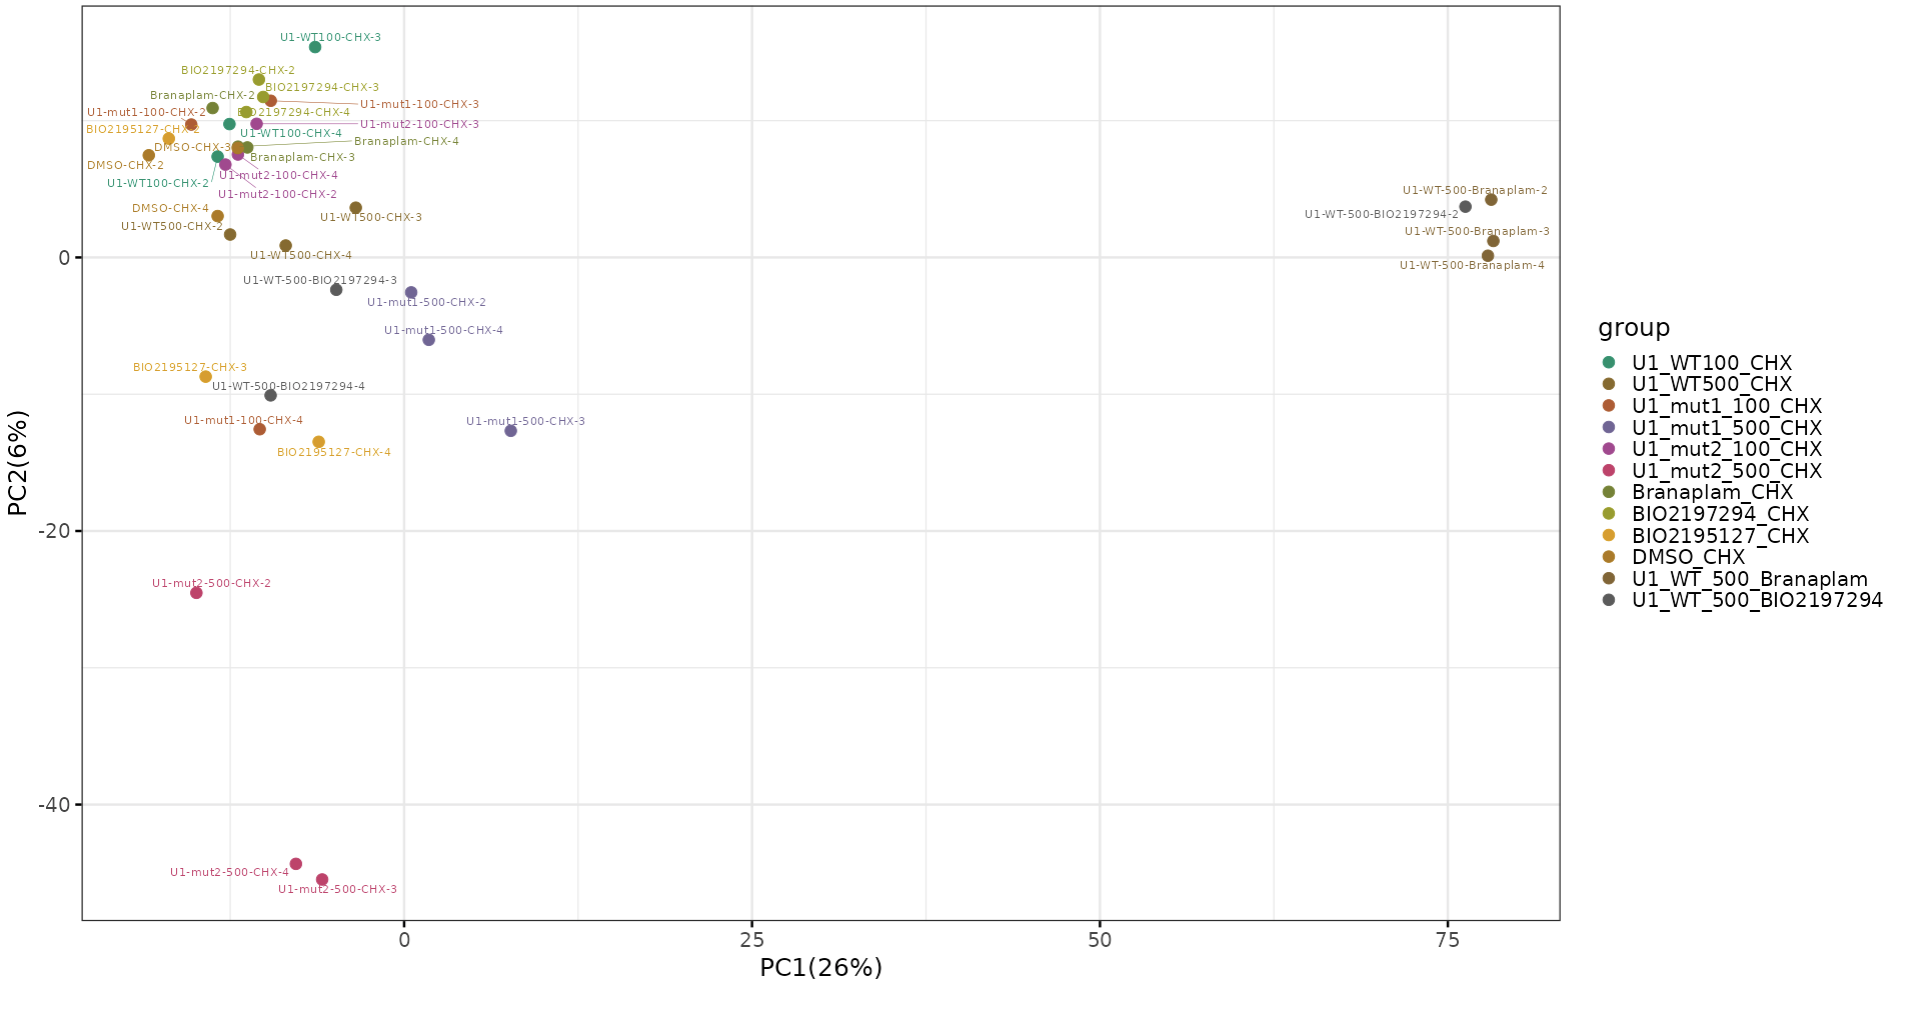 U1-WT100-CHX-3
BIO2197294-CHX-2
BIO2197294-CHX-3
Branaplam-CHX-2
U1-mut1-100-CHX-3
U1-mut1-100-CHX-2
BIO2197294-CHX-4
U1-mut2-100-CHX-3
BIO2195127-CHX-2
U1-WT100-CHX-4
Branaplam-CHX-4
DMSO-CHX-3
Branaplam-CHX-3
DMSO-CHX-2
U1-mut2-100-CHX-4
U1-WT100-CHX-2
U1-mut2-100-CHX-2
DMSO-CHX-4
U1-WT500-CHX-3
U1-WT500-CHX-2
U1-WT500-CHX-4
U1-WT-500-Branaplam-2
U1-WT-500-BIO2197294-2
U1-WT-500-Branaplam-3
U1-WT-500-Branaplam-4
U1-WT-500-BIO2197294-3
U1-mut1-500-CHX-2
U1-mut1-500-CHX-4
BIO2195127-CHX-3
U1-WT-500-BIO2197294-4
U1-mut1-100-CHX-4
U1-mut1-500-CHX-3
BIO2195127-CHX-4
U1-mut2-500-CHX-2
U1-mut2-500-CHX-4
U1-mut2-500-CHX-3
0
-20
-40
PC2(6%)
0
25
50
75
PC1(26%)
group
U1_WT100_CHX
U1_WT500_CHX
U1_mut1_100_CHX
U1_mut1_500_CHX
U1_mut2_100_CHX
U1_mut2_500_CHX
Branaplam_CHX
BIO2197294_CHX
BIO2195127_CHX
DMSO_CHX
U1_WT_500_Branaplam
U1_WT_500_BIO2197294